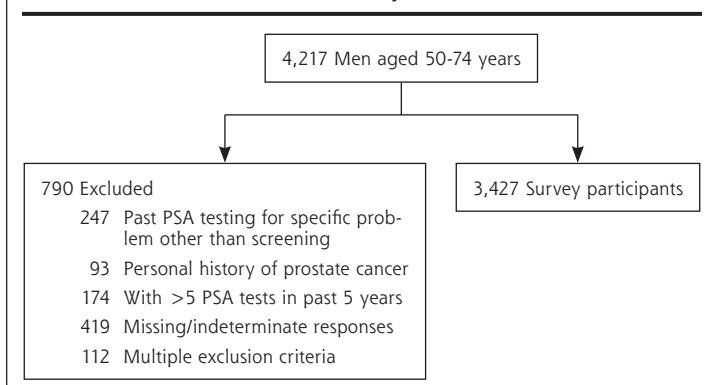 4,217 Men aged 50-74 years
790 Excluded
247 Past PSA testing for specific prob-
lem other than screening
93 Personal history of prostate cancer
174 With >5 PSA tests in past 5 years
419 Missing/indeterminate responses
112 Multiple exclusion criteria
3,427 Survey participants